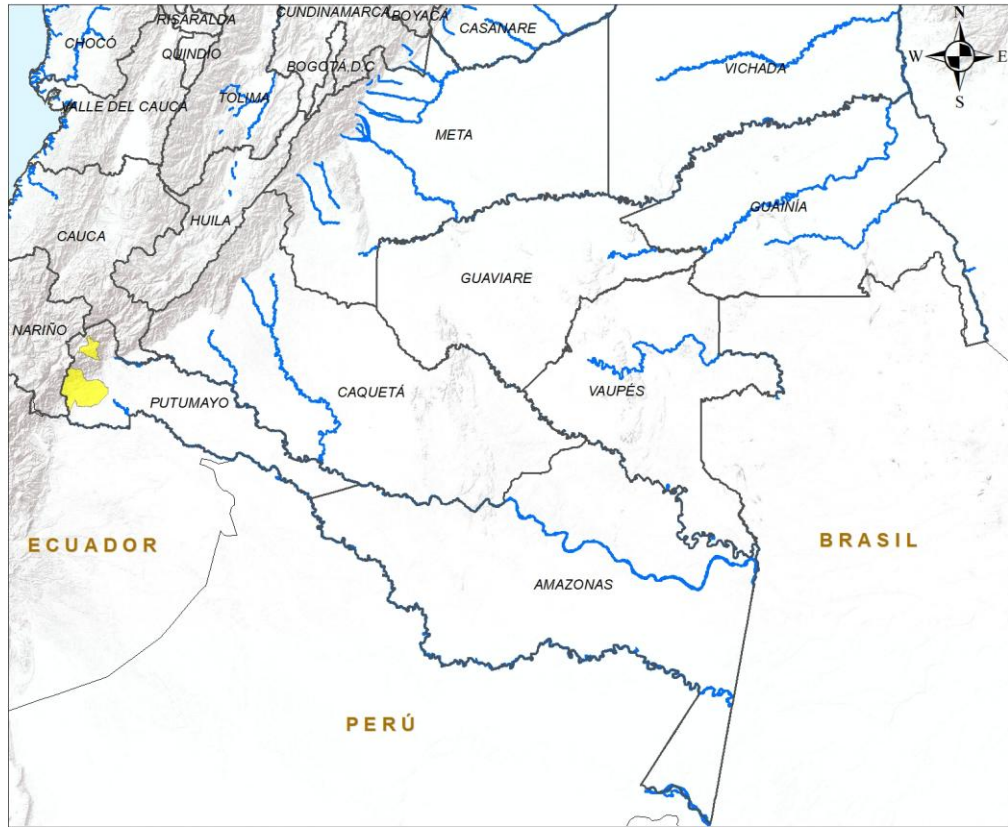 CUNDINAMARCA
BOYACÁ
RISARALDA
CASANARE
CHOCÓ
QUINDIO
BOGOTÁ D.C
N
W E
S
VICHADA
TOLIMA
VALLE DEL CAUCA
META
GUAINÍA
HUILA
CAUCA
GUAVIARE
NARIÑO
CAQUETÁ
VAUPÉS
PUTUMAYO
ECUADOR
BRASIL
AMAZONAS
PERÚ